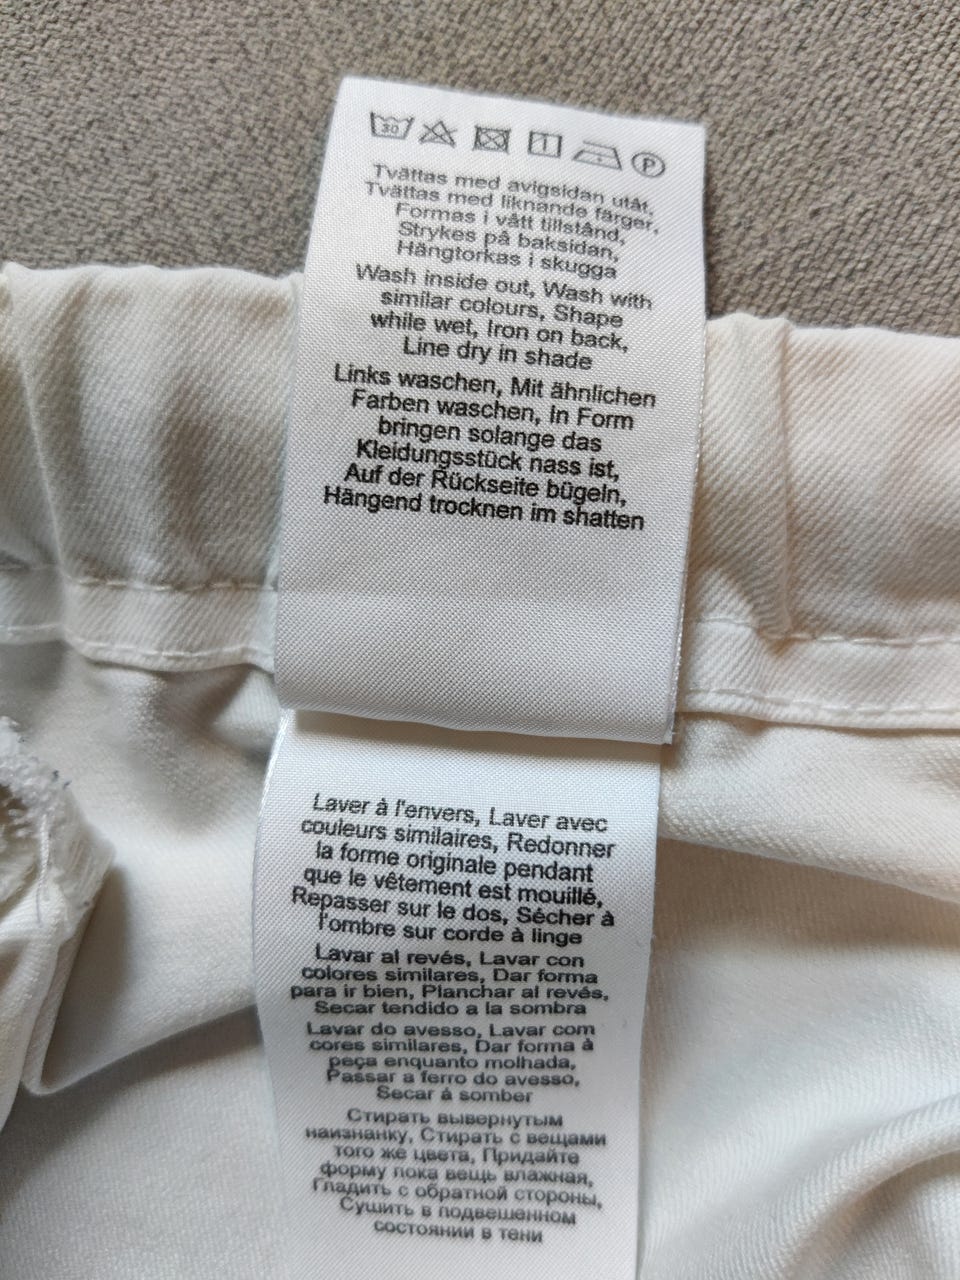 30 1 P
Tvättas med avigsidan utåt,
Tvättas med liknande färger,
Formas i vått tillstånd,
Strykes på baksidan,
Hängtorkas i skugga
Wash inside out, Wash with
similar colours, Shape
while wet, Iron on back,
Line dry in shade
Links waschen, Mit ähnlichen
Farben waschen, In Form
bringen solange das
Kleidungsstück nass ist,
Auf der Rückseite bügeln,
Hängend trocknen im shatten
Laver à l'envers, Laver avec
couleurs similaires, Redonner
la forme originale pendant
que le vêtement est mouillé,
Repasser sur le dos, Sécher à
l'ombre sur corde à linge
Lavar al revés, Lavar con
colores similares, Dar forma
para ir bien, Planchar al revés,
Secar tendido a la sombra
Lavar do avesso, Lavar com
cores similares, Dar forma à
peça enquanto molhada,
Passar a ferro do avesso,
Secar á somber
Стирать вывернутым
наизнанку, Стирать с вещами
того же цвета, Придайте
форму пока вещь влажная,
Гладить с обратной стороны,
Сушить в подвешенном
состоянии в тени